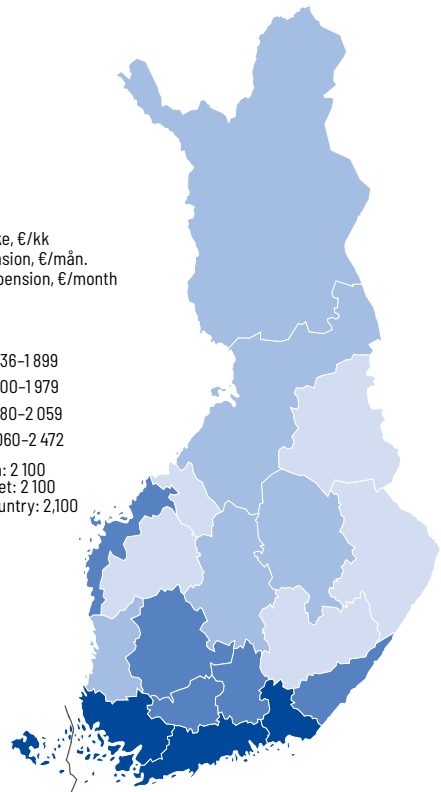 ke, €/kk
nsion, €/mån.
pension, €/month
36–1 899
00–1 979
80–2 059
060–2 472
: 2 100
et: 2 100
untry: 2,100